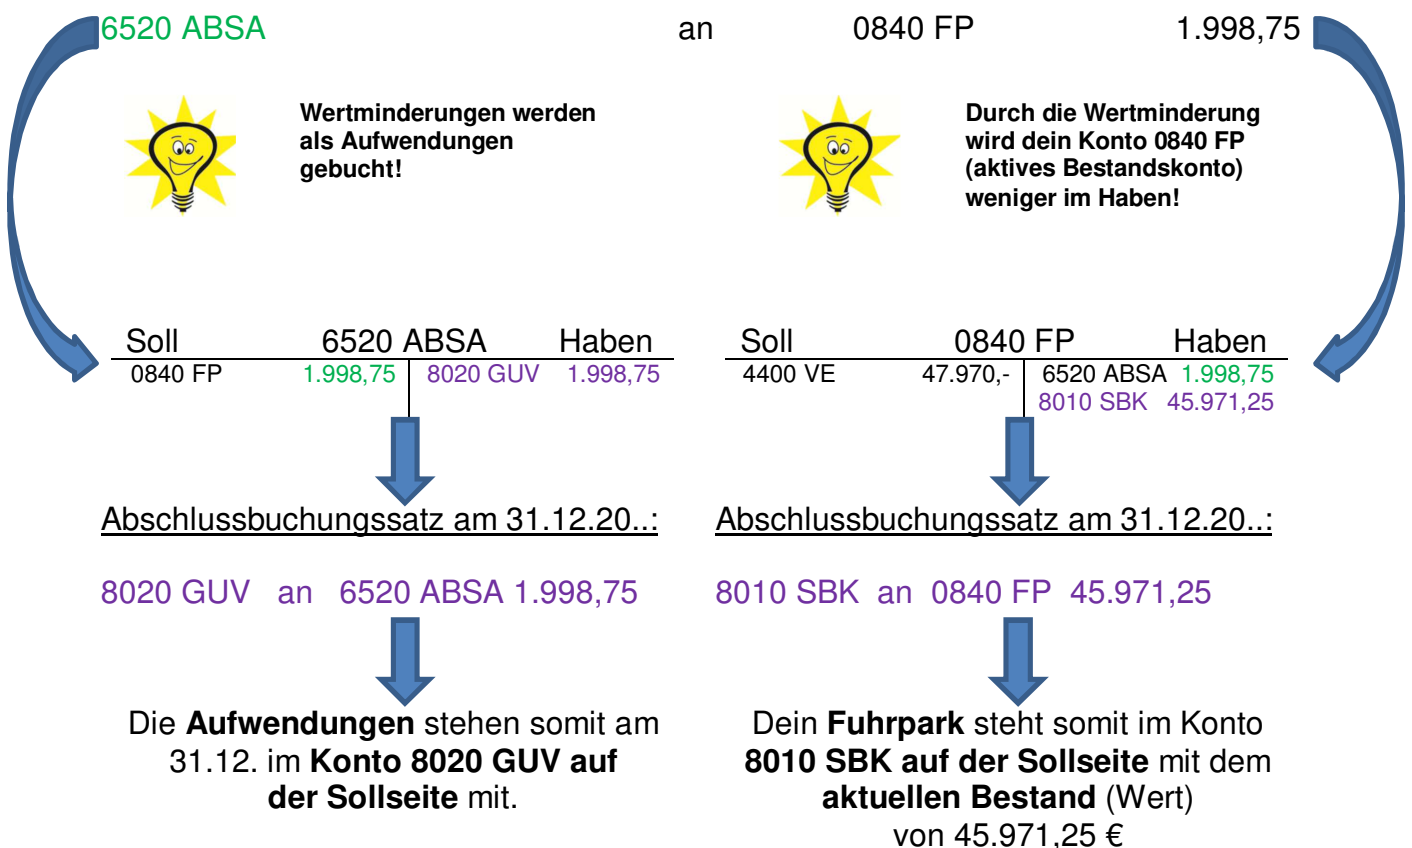 6520 ABSA an 0840 FP 1.998,75
Wertminderungen werden
als Aufwendungen
gebucht!
Durch die Wertminderung
wird dein Konto 0840 FP
(aktives Bestandskonto)
weniger im Haben!
Soll 6520 ABSA Haben
0840 FP 1.998,75 8020 GUV 1.998,75
Soll 0840 FP Haben
4400 VE 47.970,- 6520 ABSA 1.998,75
8010 SBK 45.971,25
Abschlussbuchungssatz am 31.12.20..:
8020 GUV an 6520 ABSA 1.998,75
Die Aufwendungen stehen somit am
31.12. im Konto 8020 GUV auf
der Sollseite mit.
Abschlussbuchungssatz am 31.12.20..:
8010 SBK an 0840 FP 45.971,25
Dein Fuhrpark steht somit im Konto
8010 SBK auf der Sollseite mit dem
aktuellen Bestand (Wert)
von 45.971,25 €